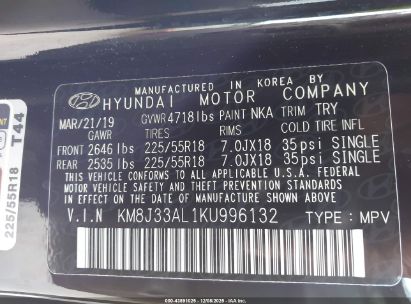 MANUFACTURED IN KOREA BY
HYUNDAI MOTOR COMPANY
MAR/21/19 GVWR 4718 lbs PAINT NKA TRIM TRY
GAWR TIRES RIMS COLD TIRE INFL
FRONT 2646 lbs 225/55R18 7.0JX18 35psi SINGLE
REAR 2535 lbs 225/55R18 7.0JX18 35psi SINGLE
THIS VEHICLE CONFORMS TO ALL APPLICABLE U.S.A. FEDERAL
MOTOR VEHICLE SAFETY, BUMPER, AND THEFT PREVENTION
STANDARDS IN EFFECT ON THE DATE OF MANUFACTURE
SHOWN ABOVE.
V.I.N KM8J33AL1KU996132 TYPE : MPV
225/55R18 T44